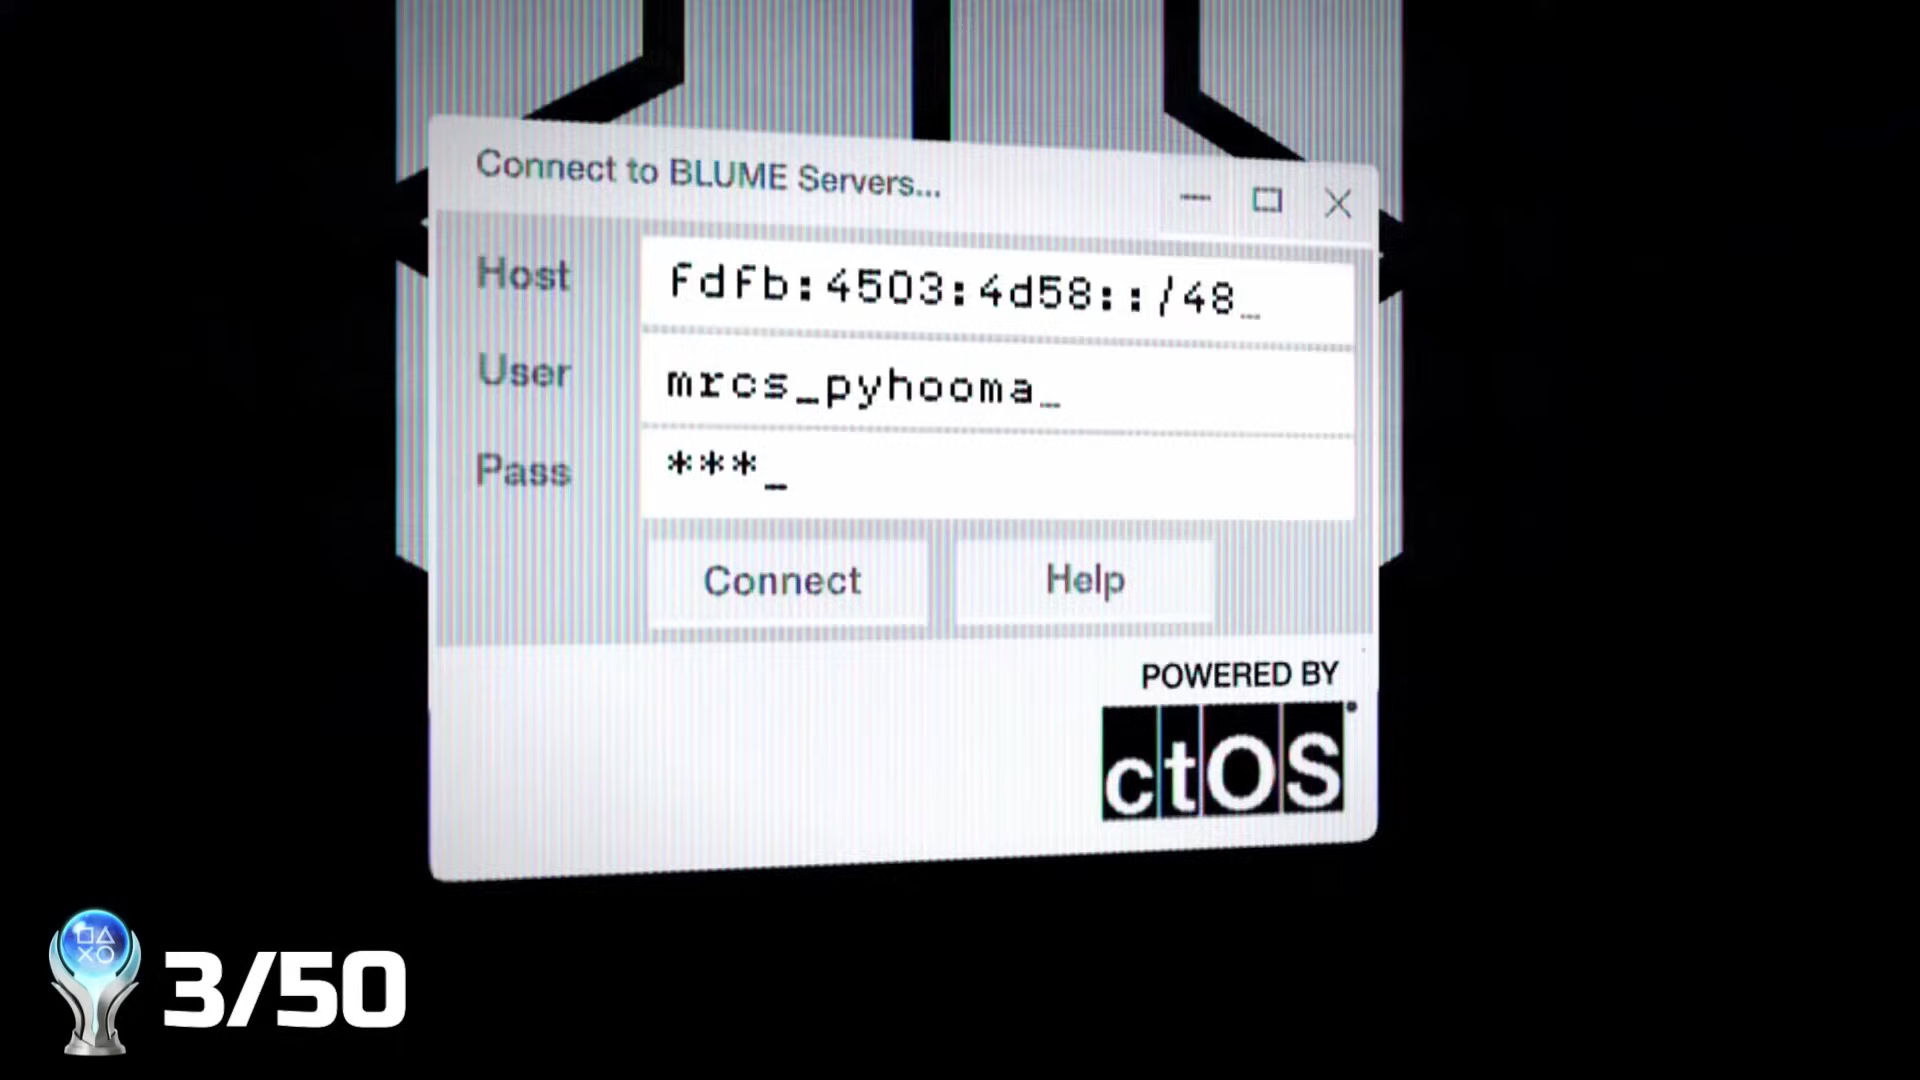 Connect to BLUME Servers...
Host fdfb:4503:4d58::/48_
User mrcs_pyhooma_
Pass ***_
Connect Help
POWERED BY
ctOS
3/50